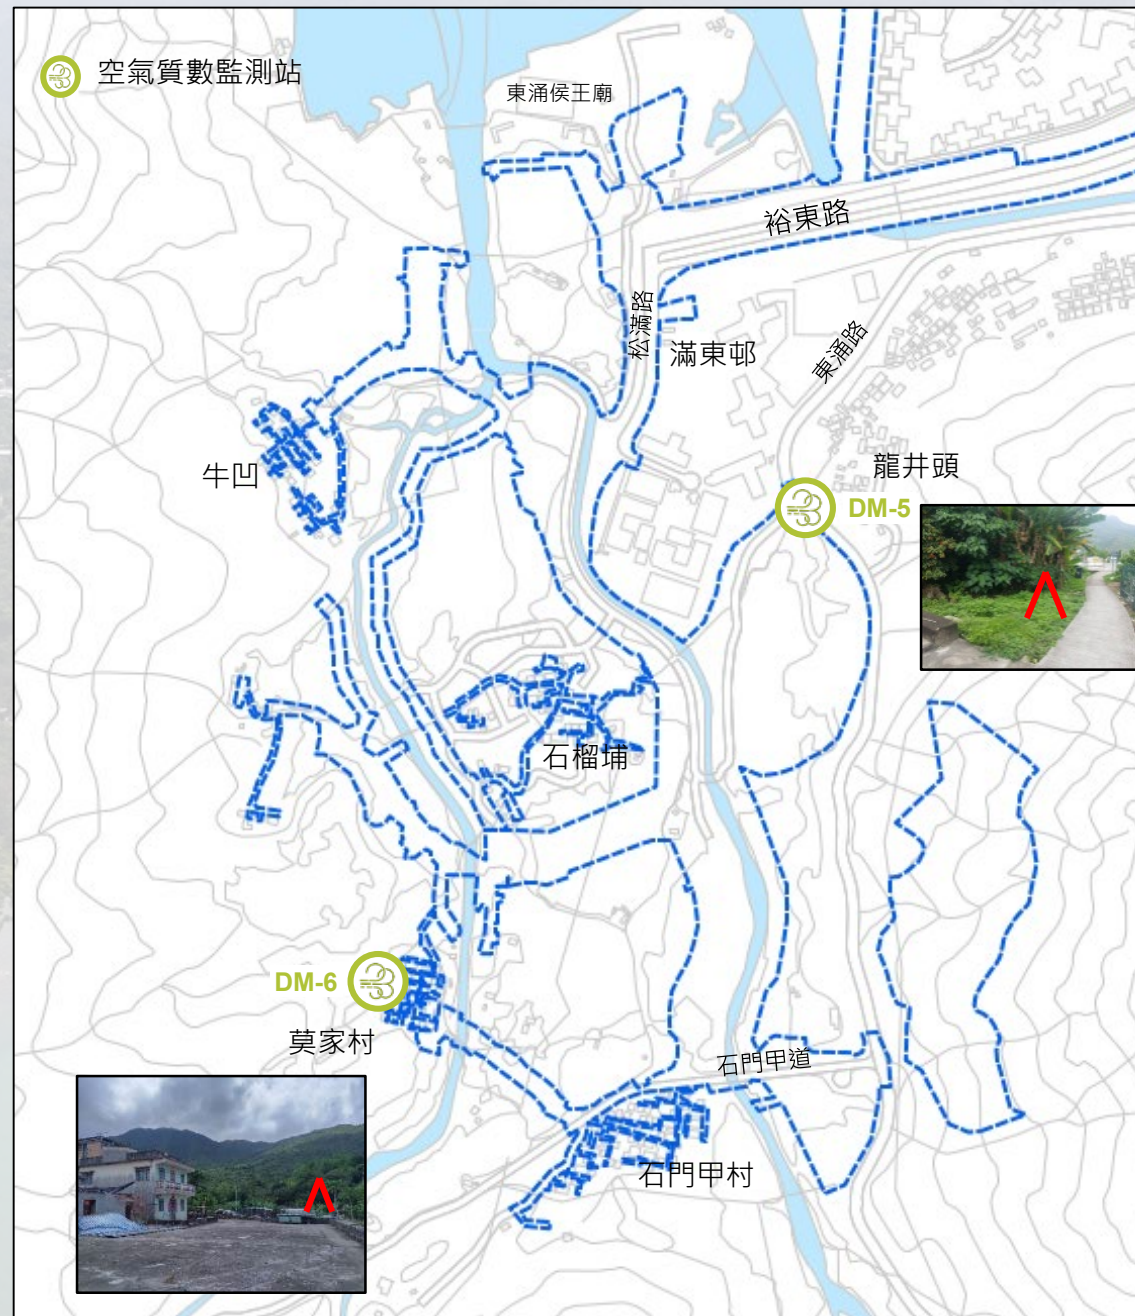 空氣質數監測站
東涌侯王廟
裕東路
松滿路
滿東邨
東涌路
牛凹
龍井頭
DM-5
石榴埔
DM-6
莫家村
石門甲道
石門甲村